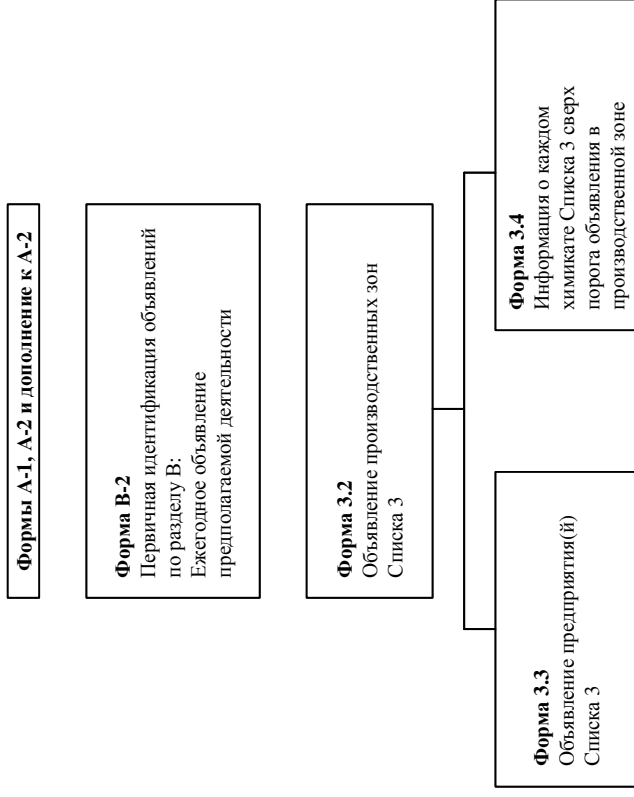 Формы А-1, А-2 и дополнение к А-2
Форма В-2
Первичная идентификация объявлений
по разделу В:
Ежегодное объявление
предполагаемой деятельности
Форма 3.2
Объявление производственных зон
Списка 3
Форма 3.3
Объявление предприятия(й)
Списка 3
Форма 3.4
Информация о каждом
химикате Списка 3 сверх
порога объявления в
производственной зоне